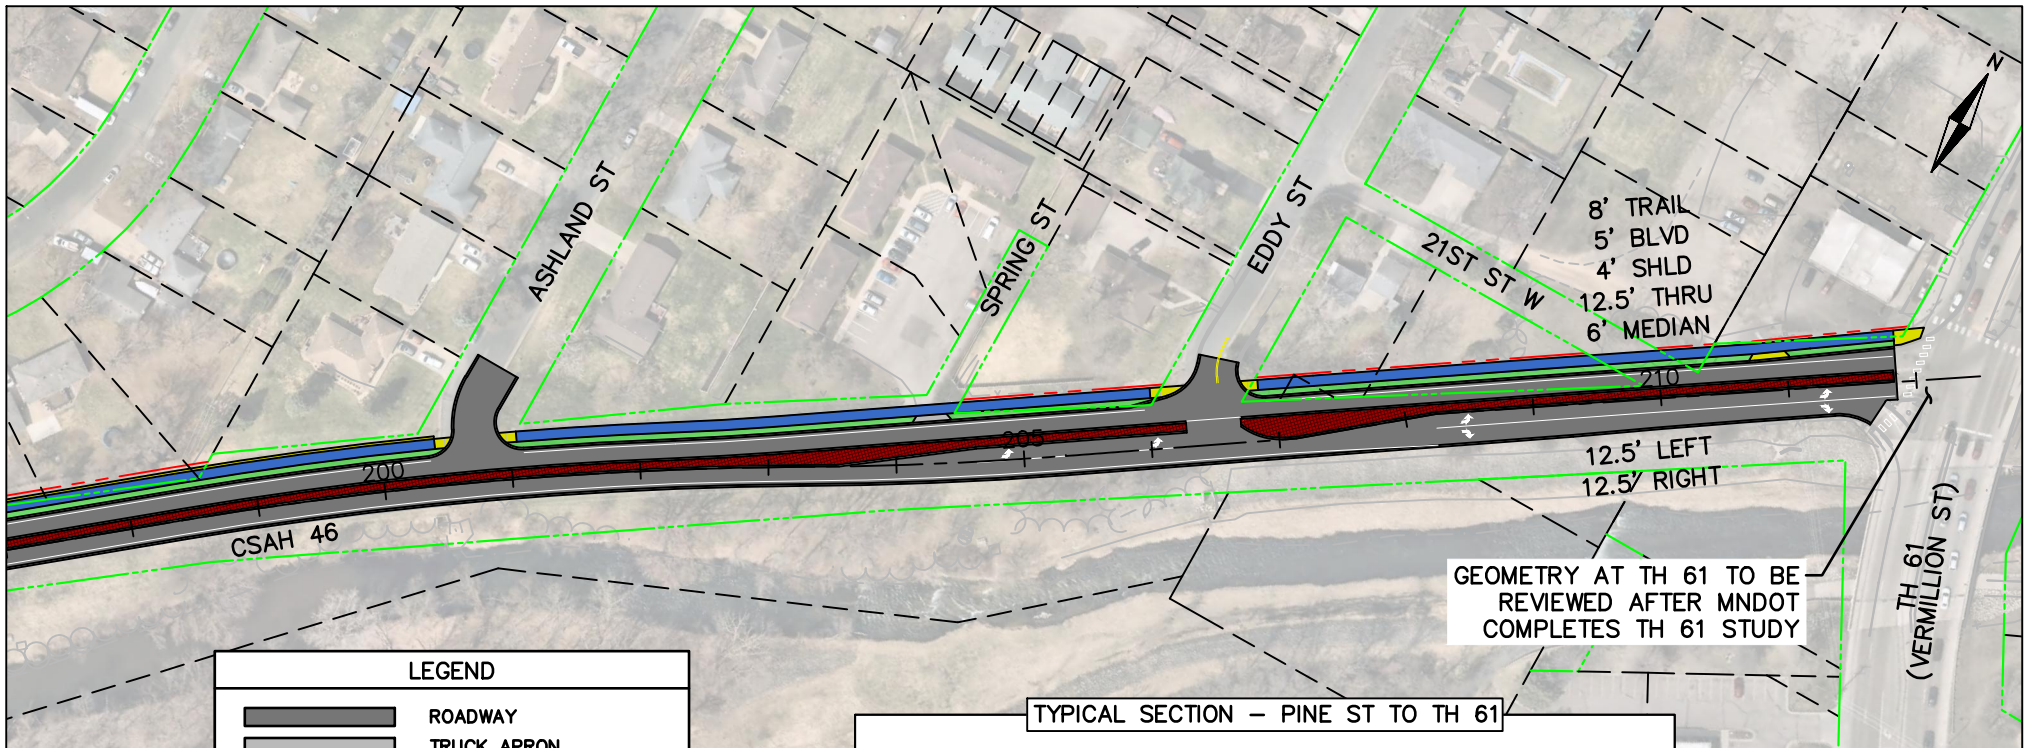 N
ASHLAND ST
SPRING ST
EDDY ST
21ST ST W
8' TRAIL
5' BLVD
4' SHLD
12.5' THRU
6' MEDIAN
200
205
210
CSAH 46
12.5' LEFT
12.5' RIGHT
GEOMETRY AT TH 61 TO BE
REVIEWED AFTER MNDOT
COMPLETES TH 61 STUDY
TH 61
(VERMILLION ST)
LEGEND
ROADWAY
TRUCK APRON
TYPICAL SECTION - PINE ST TO TH 61